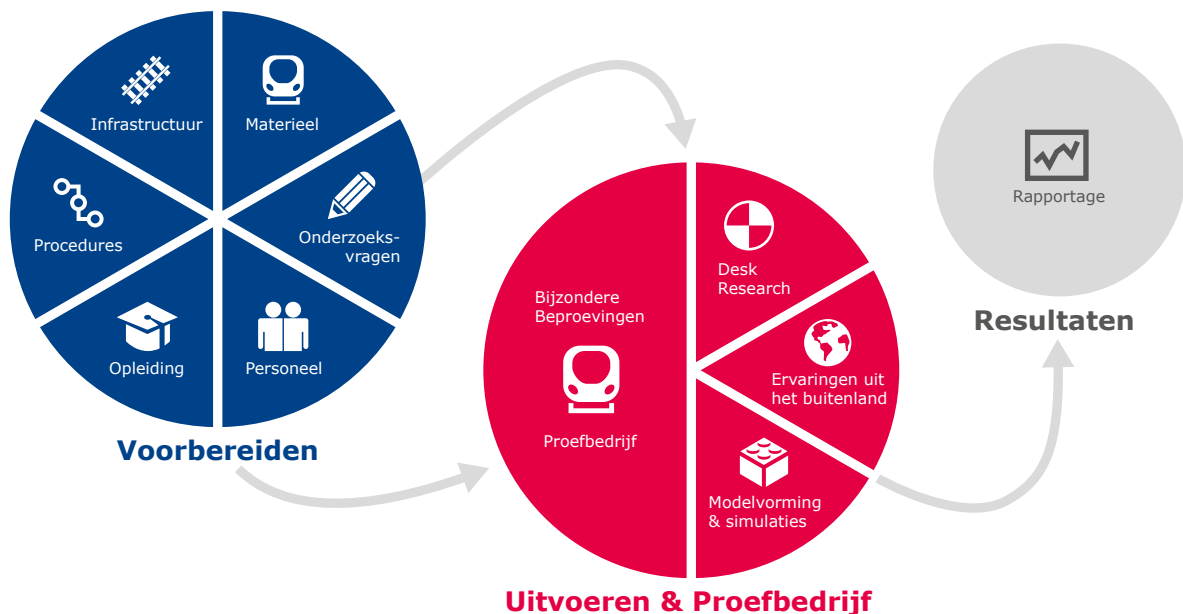 Infrastructuur
Materieel
Procedures
Onderzoeks-
vragen
Opleiding
Personeel
Voorbereiden
Bijzondere
Beproevingen
Proefbedrijf
Desk
Research
Ervaringen uit
het buitenland
Modelvorming
& simulaties
Uitvoeren & Proefbedrijf
Rapportage
Resultaten